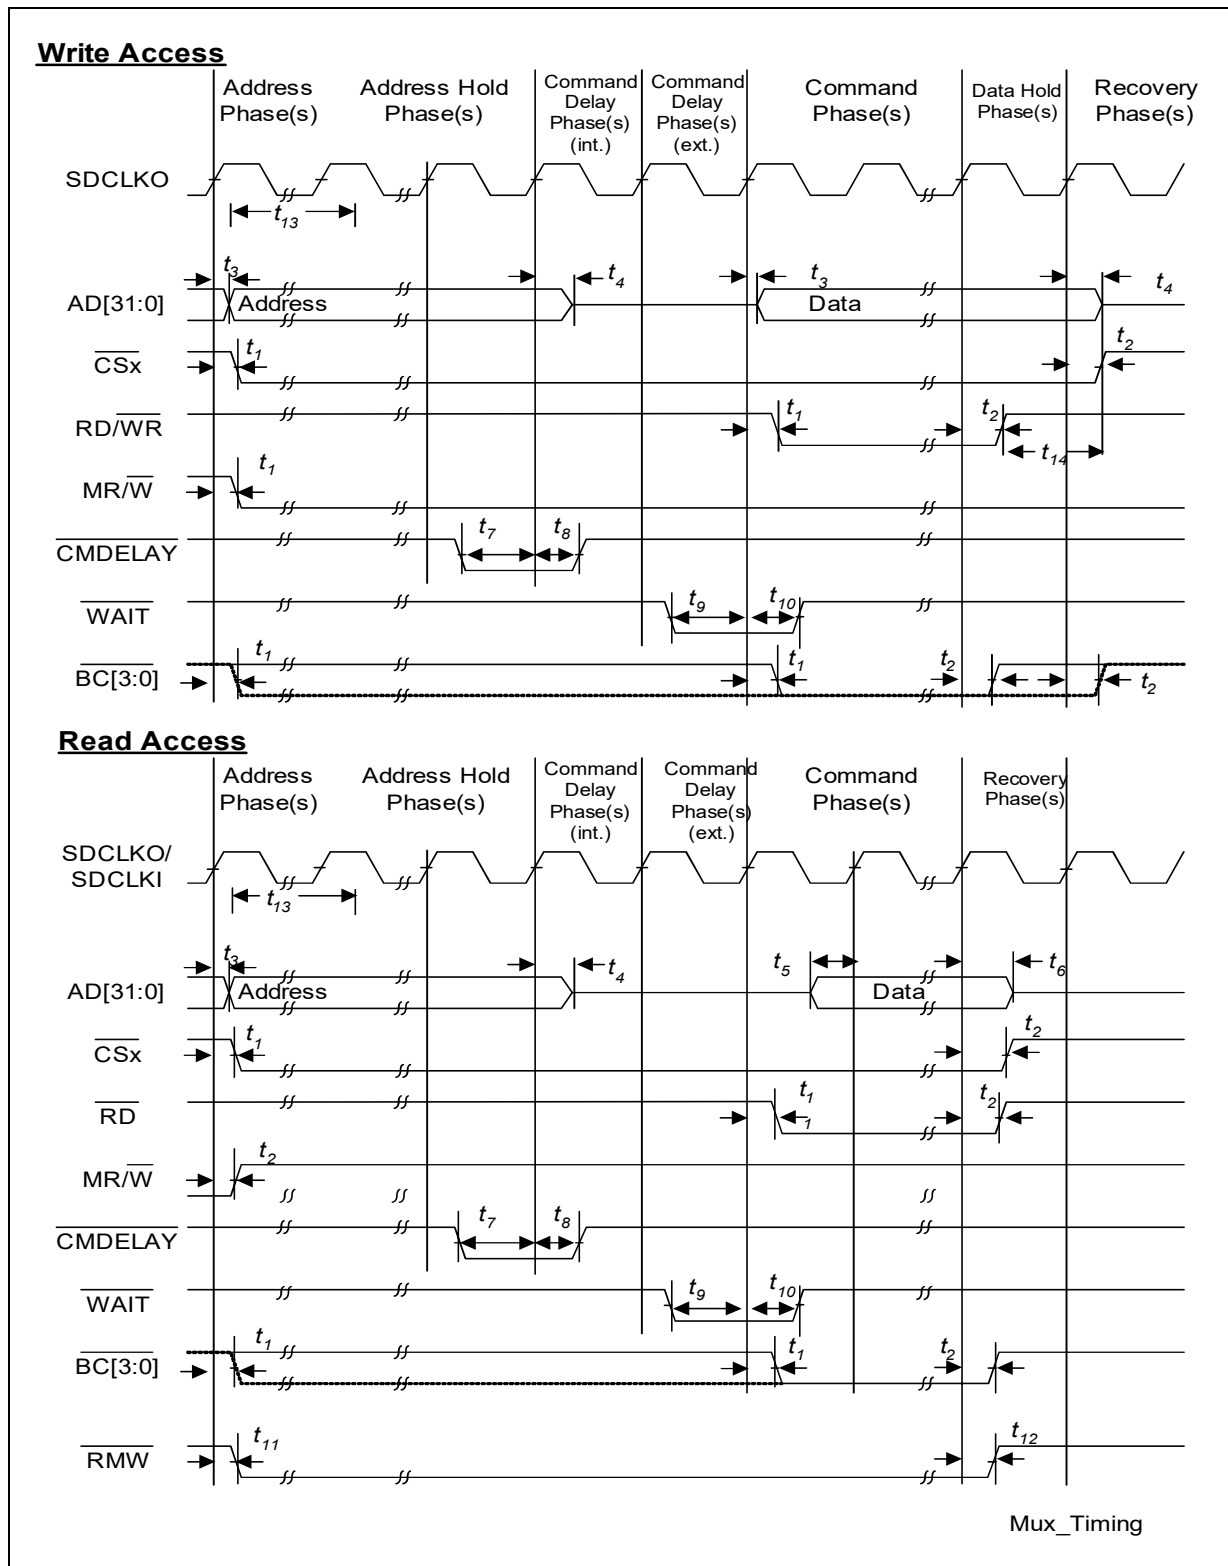 Write Access
Address Phase(s)
Address Hold Phase(s)
Command Delay Phase(s) (int.)
Command Delay Phase(s) (ext.)
Command Phase(s)
Data Hold Phase(s)
Recovery Phase(s)
SDCLKO
t13
AD[31:0]
t3
Address
t4
t3
Data
t4
CSx
t1
t2
RD/WR
t1
t2
t14
MR/W
t1
CMDELAY
t7
t8
WAIT
t9
t10
BC[3:0]
t1
t1
t2
t2
Read Access
Address Phase(s)
Address Hold Phase(s)
Command Delay Phase(s) (int.)
Command Delay Phase(s) (ext.)
Command Phase(s)
Recovery Phase(s)
SDCLKO/
SDCLKI
t13
AD[31:0]
t3
Address
t4
t5
Data
t6
CSx
t1
t2
RD
t1
1
t2
MR/W
t2
CMDELAY
t7
t8
WAIT
t9
t10
BC[3:0]
t1
t1
t2
RMW
t11
t12
Mux_Timing